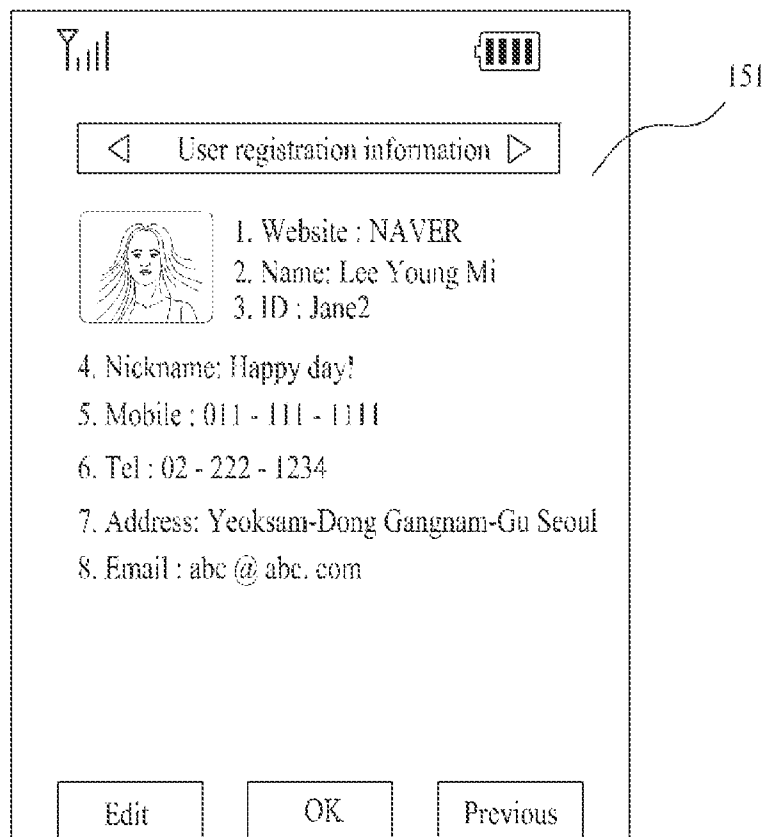 151
User registration information
1. Website : NAVER
2. Name: Lee Young Mi
3. ID : Jane2
4. Nickname: Happy day!
5. Mobile : 011 - 111 - 1111
6. Tel : 02 - 222 - 1234
7. Address: Yeoksam-Dong Gangnam-Gu Seoul
8. Email : abc @ abc. com
Edit
OK
Previous